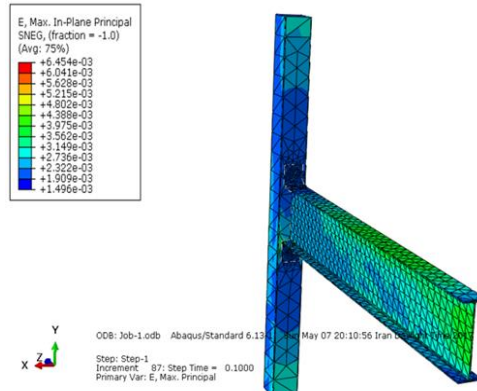 E, Max. In-Plane Principal
SNEG, (fraction = -1.0)
(Avg: 75%)
+6.454e-03
+6.041e-03
+5.628e-03
+5.215e-03
+4.802e-03
+4.388e-03
+3.975e-03
+3.562e-03
+3.149e-03
+2.736e-03
+2.322e-03
+1.909e-03
+1.496e-03
Y
X
Z
ODB: Job-1.odb Abaqus/Standard 6.13 May 07 20:10:56 Iran
Step: Step-1
Increment 87: Step Time = 0.1000
Primary Var: E, Max. Principal